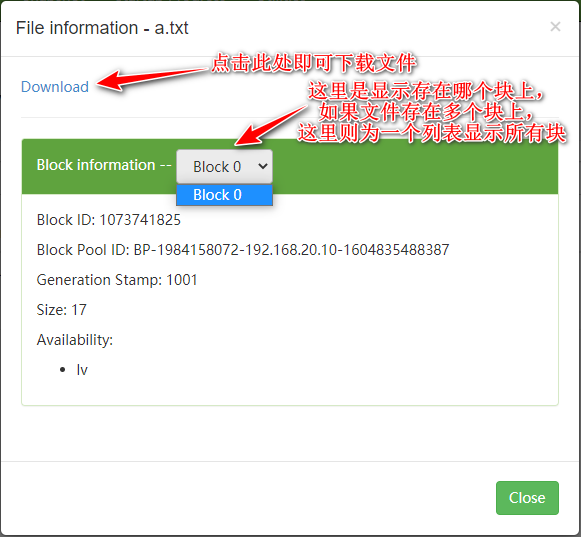 File information - a.txt
×
Download
点击此处即可下载文件
这里是显示存在哪个块上，
如果文件存在多个块上，
这里则为一个列表显示所有块
Block information --
Block 0
Block 0
Block ID: 1073741825
Block Pool ID: BP-1984158072-192.168.20.10-1604835488387
Generation Stamp: 1001
Size: 17
Availability:
• lv
Close